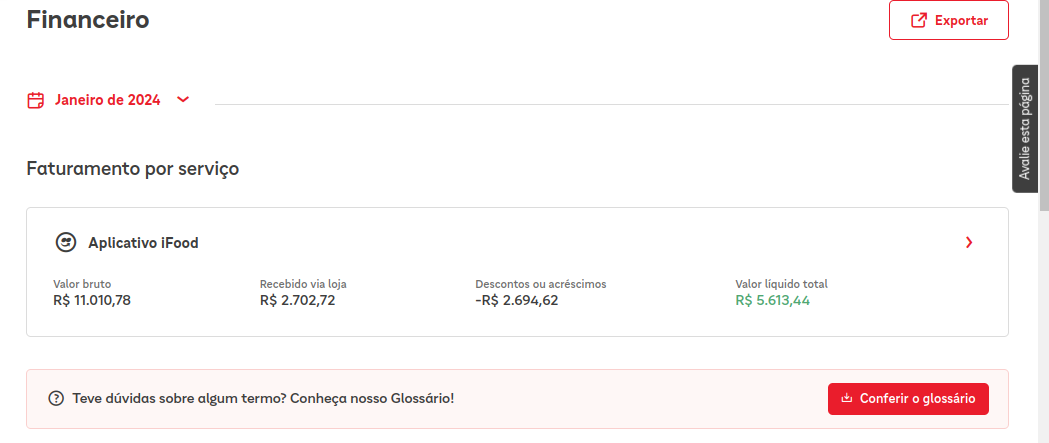 Financeiro
Exportar
Janeiro de 2024
Avalie esta página
Faturamento por serviço
Aplicativo iFood
Valor bruto
R$ 11.010,78
Recebido via loja
R$ 2.702,72
Descontos ou acréscimos
-R$ 2.694,62
Valor líquido total
R$ 5.613,44
Teve dúvidas sobre algum termo? Conheça nosso Glossário!
Conferir o glossário